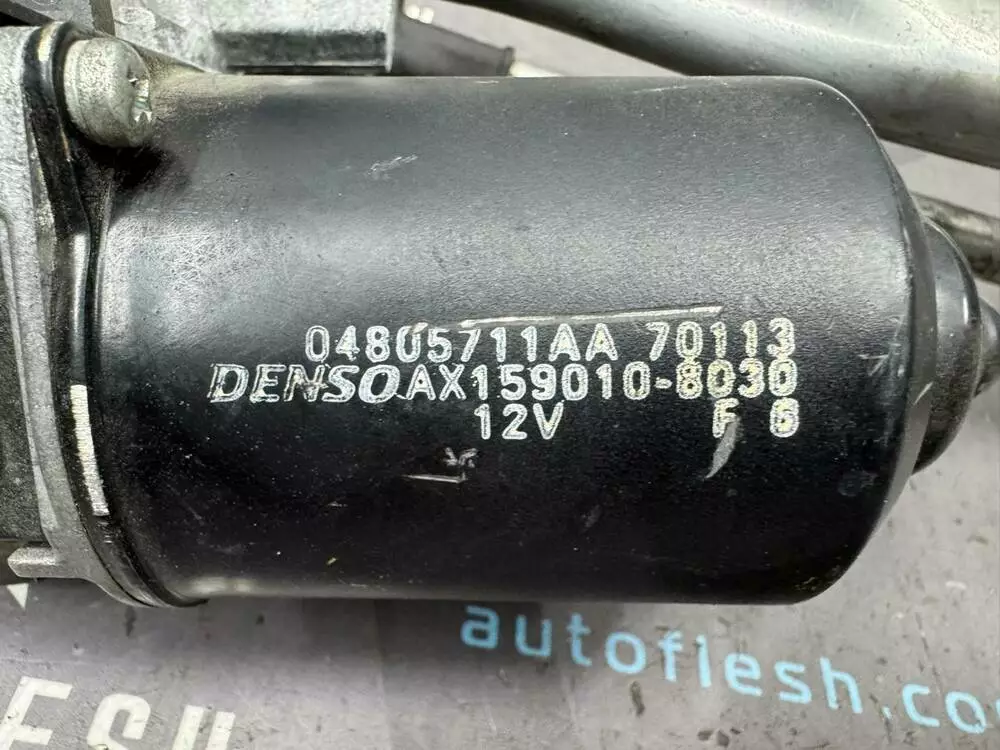 04805711AA 70113
DENSO AX159010-8030
12V F 6
autoflesh.co